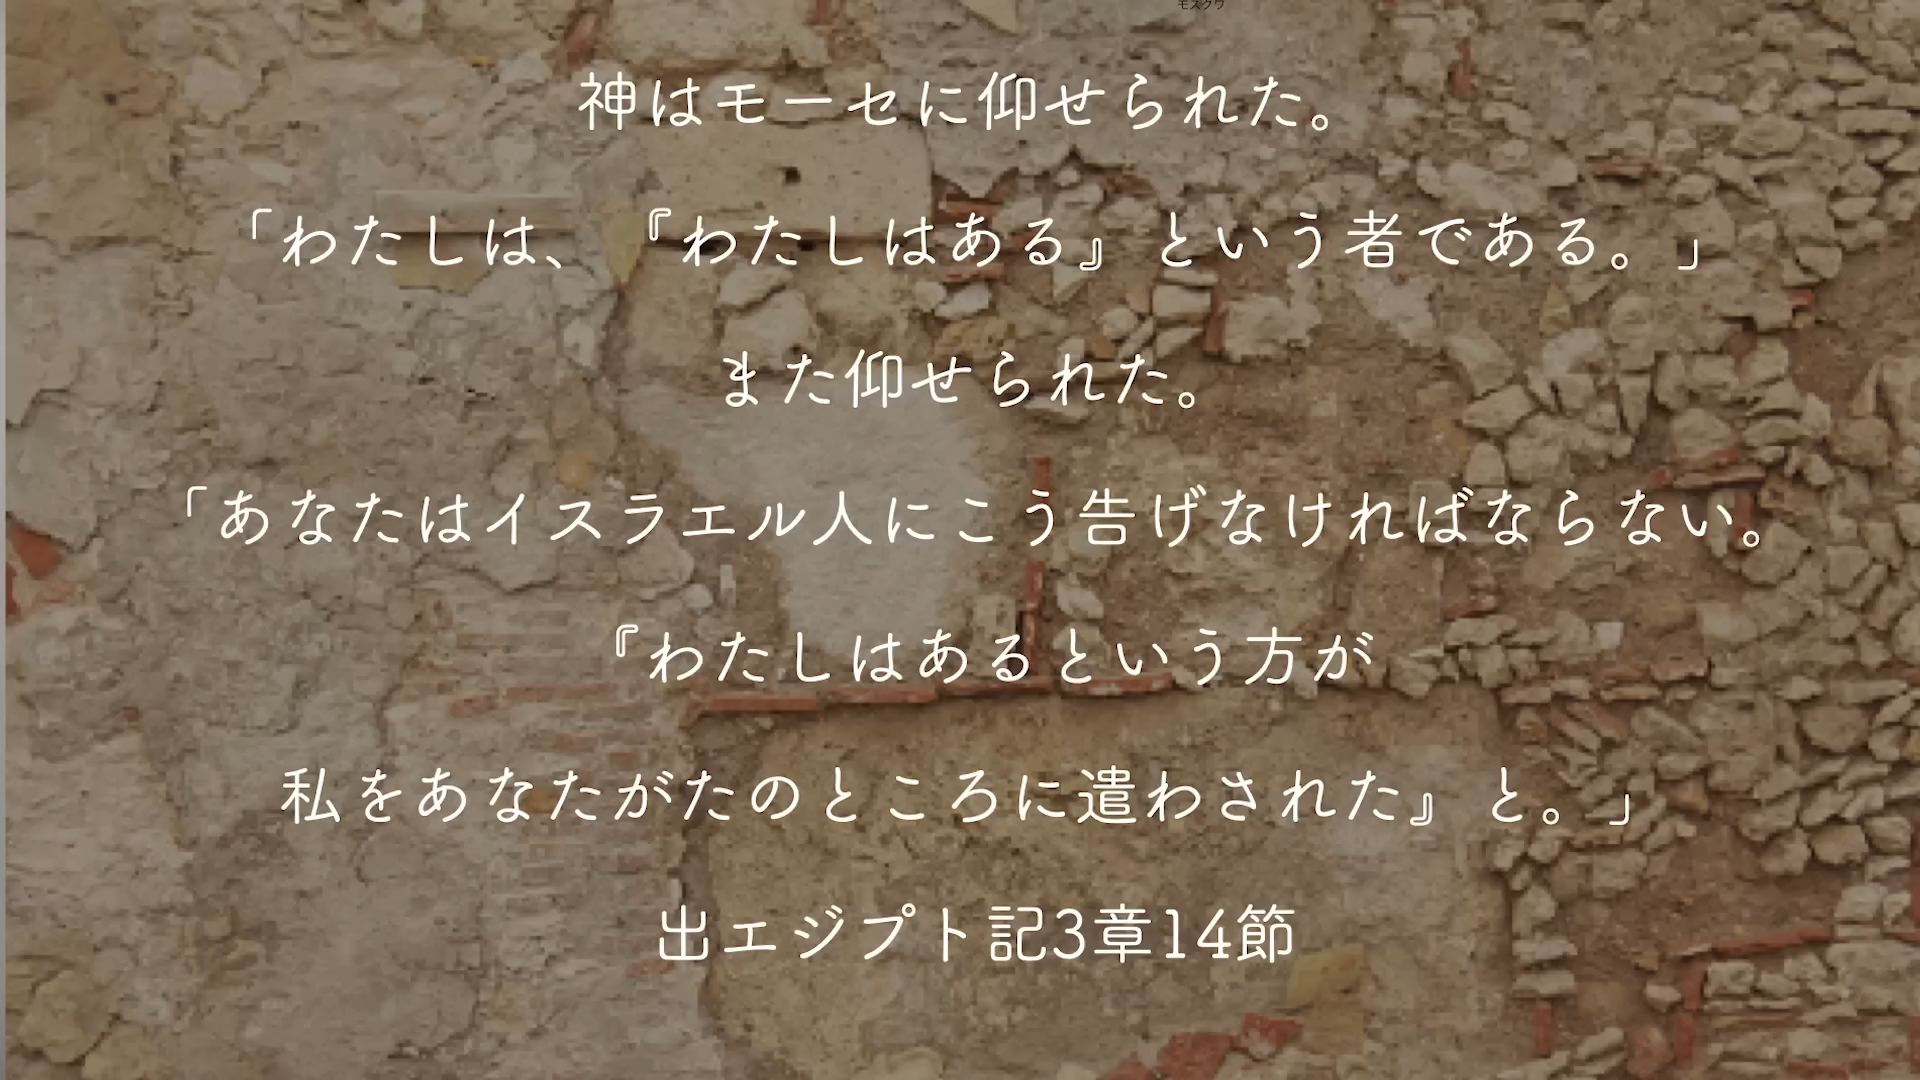 モスクワ
神はモーセに仰せられた。
「わたしは、『わたしはある』という者である。」
また仰せられた。
「あなたはイスラエル人にこう告げなければならない。
『わたしはあるという方が
私をあなたがたのところに遣わされた』と。」
出エジプト記3章14節